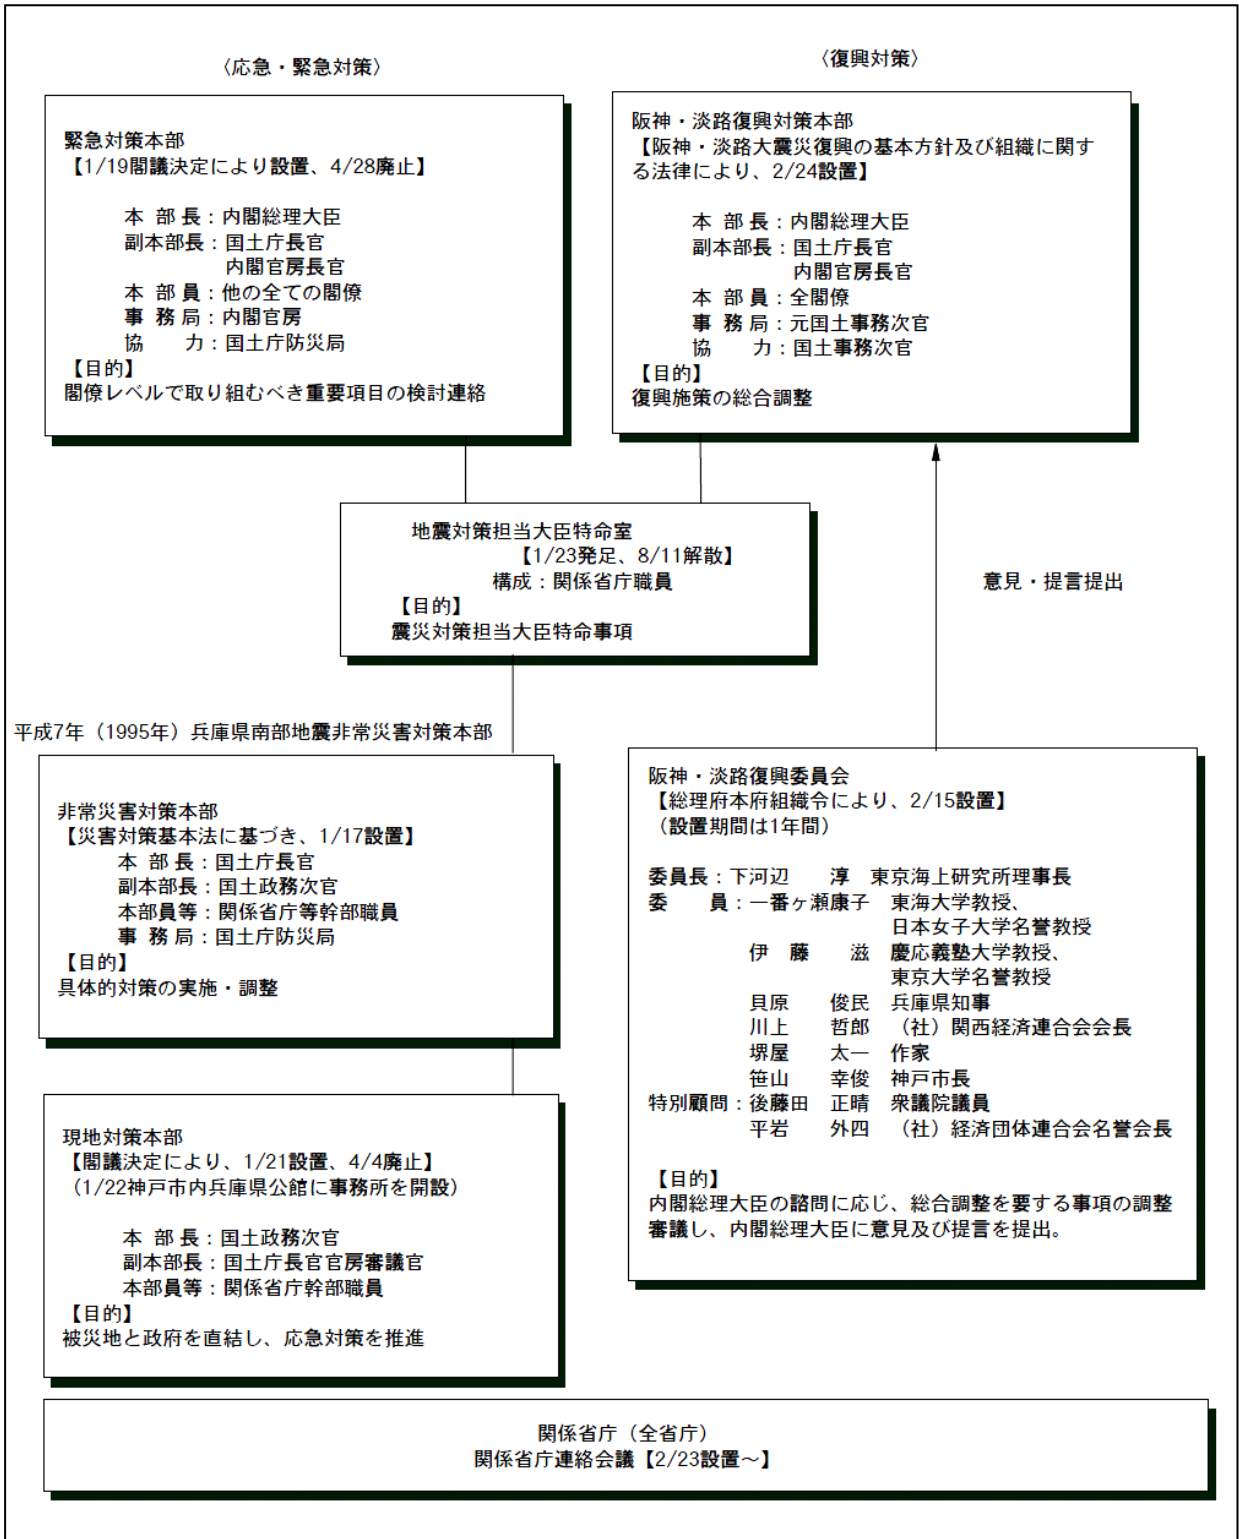 〈応急・緊急対策〉
緊急対策本部
【1/19閣議決定により設置、4/28廃止】
本 部 長：内閣総理大臣
副本部長：国土庁長官
内閣官房長官
本 部 員：他の全ての閣僚
事 務 局：内閣官房
協　　力：国土庁防災局
【目的】
閣僚レベルで取り組むべき重要項目の検討連絡
〈復興対策〉
阪神・淡路復興対策本部
【阪神・淡路大震災復興の基本方針及び組織に関す
る法律により、2/24設置】
本 部 長：内閣総理大臣
副本部長：国土庁長官
内閣官房長官
本 部 員：全閣僚
事 務 局：元国土事務次官
協　　力：国土事務次官
【目的】
復興施策の総合調整
地震対策担当大臣特命室
【1/23発足、8/11解散】
構成：関係省庁職員
【目的】
震災対策担当大臣特命事項
意見・提言提出
平成7年（1995年）兵庫県南部地震非常災害対策本部
非常災害対策本部
【災害対策基本法に基づき、1/17設置】
本 部 長：国土庁長官
副本部長：国土政務次官
本部員等：関係省庁等幹部職員
事 務 局：国土庁防災局
【目的】
具体的対策の実施・調整
現地対策本部
【閣議決定により、1/21設置、4/4廃止】
（1/22神戸市内兵庫県公館に事務所を開設）
本 部 長：国土政務次官
副本部長：国土庁長官官房審議官
本部員等：関係省庁幹部職員
【目的】
被災地と政府を直結し、応急対策を推進
阪神・淡路復興委員会
【総理府本府組織令により、2/15設置】
（設置期間は1年間）
委員長：下河辺　　淳　東京海上研究所理事長
委　　員：一番ヶ瀬康子　東海大学教授、
日本女子大学名誉教授
伊　藤　　滋　慶応義塾大学教授、
東京大学名誉教授
貝原　　俊民　兵庫県知事
川上　　哲郎　（社）関西経済連合会会長
堺屋　　太一　作家
笹山　　幸俊　神戸市長
特別顧問：後藤田　正晴　衆議院議員
平岩　　外四　（社）経済団体連合会名誉会長
【目的】
内閣総理大臣の諮問に応じ、総合調整を要する事項の調整
審議し、内閣総理大臣に意見及び提言を提出。
関係省庁（全省庁）
関係省庁連絡会議【2/23設置～】